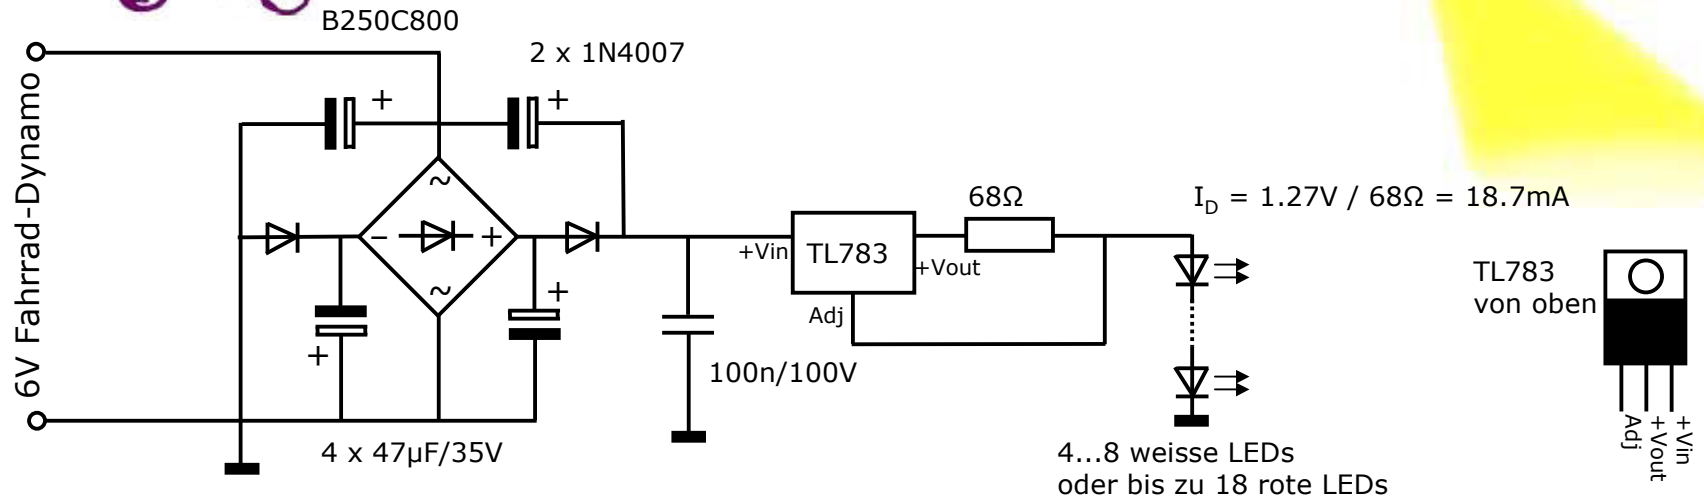 B250C800
2 x 1N4007
6V Fahrrad-Dynamo
+
+
~
−
+
~
+
+
4 x 47µF/35V
100n/100V
+Vin
TL783
+Vout
Adj
68Ω
I_D = 1.27V / 68Ω = 18.7mA
4...8 weisse LEDs
oder bis zu 18 rote LEDs
TL783
von oben
Adj
+Vout
+Vin